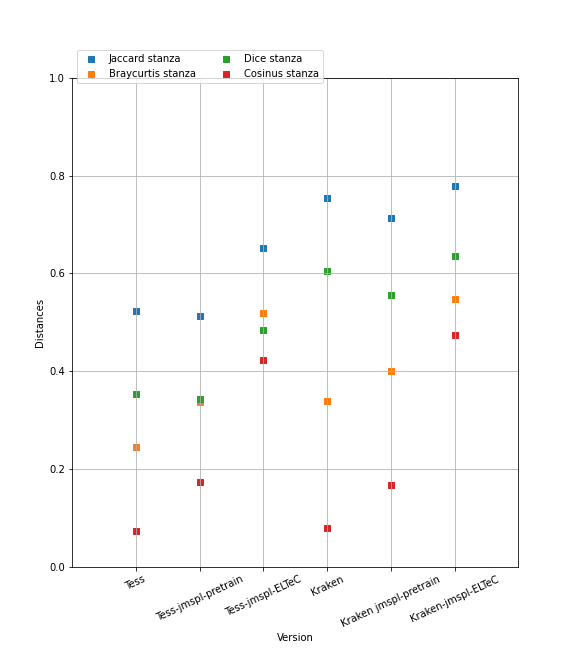 Jaccard stanza Dice stanza
Braycurtis stanza Cosinus stanza
1.0
0.8
0.6
0.4
0.2
0.0
Distances
Tess
Tess-jmspl-pretrain
Tess-jmspl-ELTeC
Kraken
Kraken jmspl-pretrain
Kraken-jmspl-ELTeC
Version